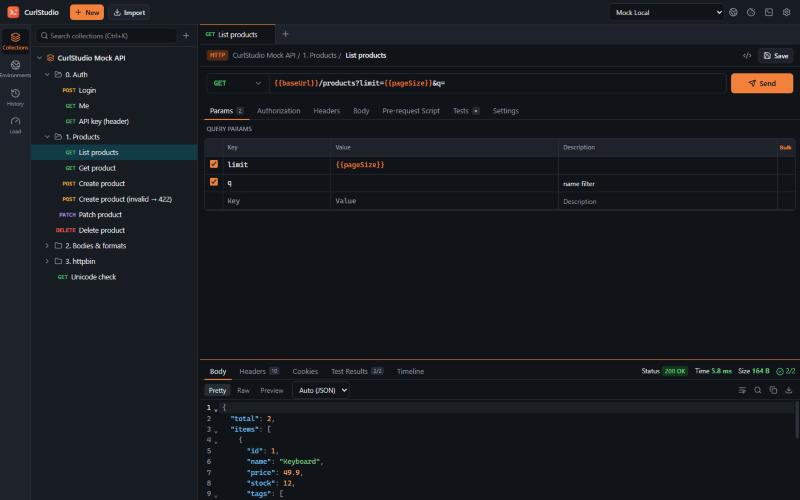 CurlStudio
+ New
Import
Mock Local
Collections
Environments
History
Load
Search collections (Ctrl+K)
CurlStudio Mock API
0. Auth
POST Login
GET Me
GET API key (header)
1. Products
GET List products
GET Get product
POST Create product
POST Create product (invalid → 422)
PATCH Patch product
DELETE Delete product
2. Bodies & formats
3. httpbin
GET Unicode check
GET List products
HTTP CurlStudio Mock API / 1. Products / List products
</> Save
GET {{baseUrl}}/products?limit={{pageSize}}&q=
Send
Params 2 Authorization Headers Body Pre-request Script Tests Settings
QUERY PARAMS
Key Value Description Bulk
limit {{pageSize}}
q name filter
Key Value Description
Body Headers 10 Cookies Test Results 2/2 Timeline
Status 200 OK Time 5.8 ms Size 164 B 2/2
Pretty Raw Preview Auto (JSON)
1 {
2 "total": 2,
3 "items": [
4 {
5 "id": 1,
6 "name": "Keyboard",
7 "price": 49.9,
8 "stock": 12,
9 "tags": [